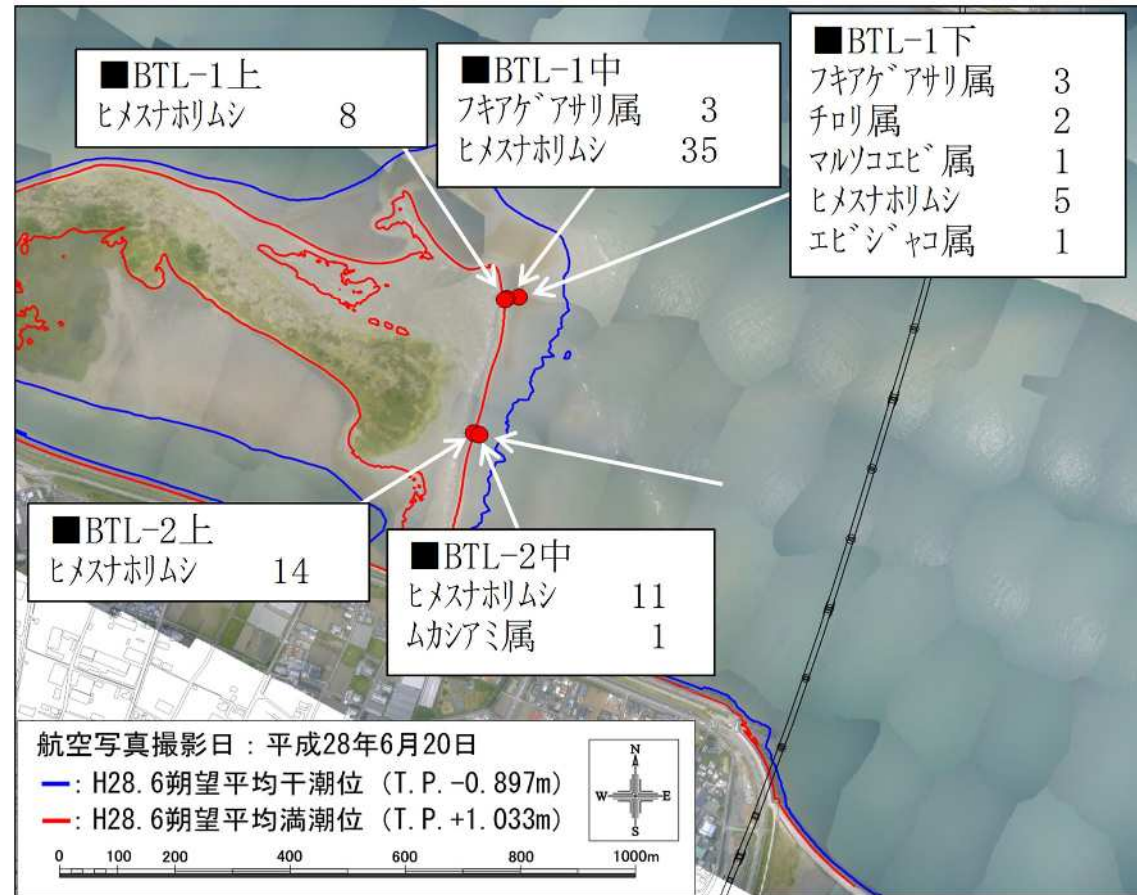 ■BTL-1上
ヒメスナホリムシ 8
■BTL-1中
フキアゲアサリ属 3
ヒメスナホリムシ 35
■BTL-1下
フキアゲアサリ属 3
チロリ属 2
マルソコエビ属 1
ヒメスナホリムシ 5
エビジャコ属 1
■BTL-2上
ヒメスナホリムシ 14
■BTL-2中
ヒメスナホリムシ 11
ムカシアミ属 1
航空写真撮影日：平成28年6月20日
：H28.6朔望平均干潮位（T.P.-0.897m）
：H28.6朔望平均満潮位（T.P.+1.033m）
N
W E
S
0 100 200 400 600 800 1000m